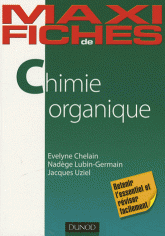 MAXI
FICHES
de
Chimie
organique
Evelyne Chelain
Nadège Lubin-Germain
Jacques Uziel
Retenir
l'essentiel et
réviser
facilement !
DUNOD